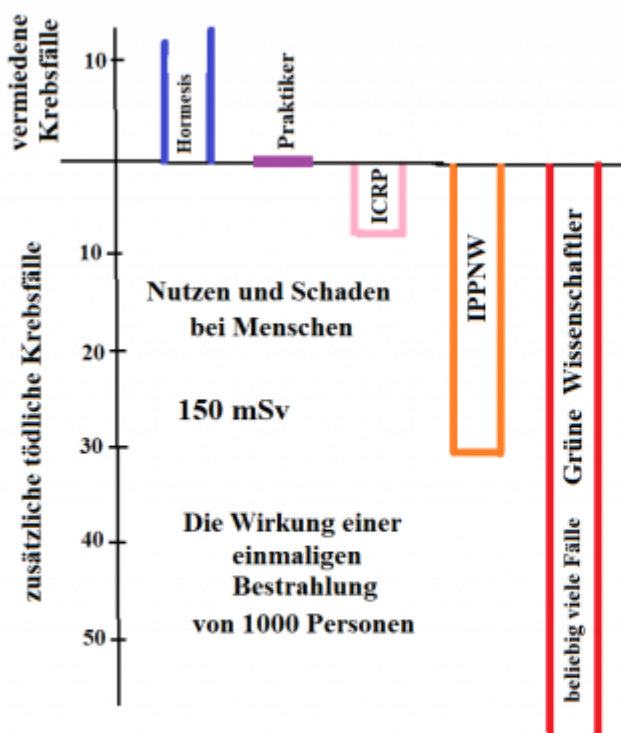 vermiedene
Krebsfälle
10
Hormesis
Praktiker
ICRP
IPPNW
Grüne Wissenschaftler
beliebig viele Fälle
zusätzliche tödliche Krebsfälle
10
20
30
40
50
Nutzen und Schaden
bei Menschen
150 mSv
Die Wirkung einer
einmaligen
Bestrahlung
von 1000 Personen